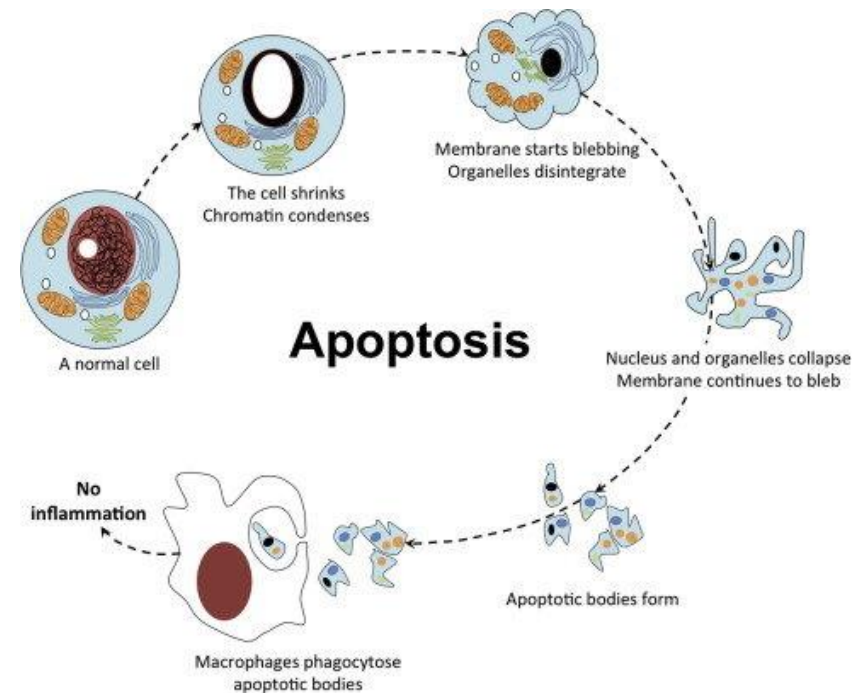 Apoptosis
A normal cell
The cell shrinks
Chromatin condenses
Membrane starts blebbing
Organelles disintegrate
Nucleus and organelles collapse
Membrane continues to bleb
Apoptotic bodies form
Macrophages phagocytose
apoptotic bodies
No
inflammation